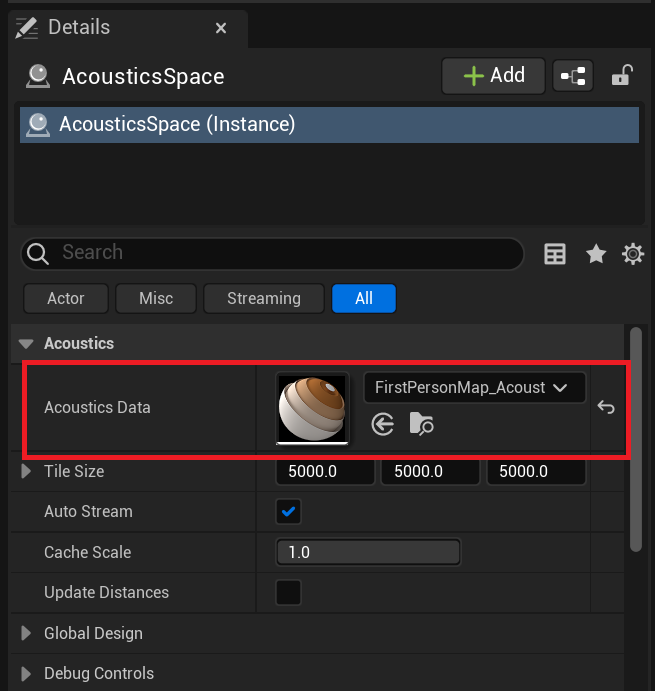 Details
AcousticsSpace
Add
AcousticsSpace (Instance)
Search
Actor
Misc
Streaming
All
Acoustics
Acoustics Data
FirstPersonMap_Acoust
Tile Size
5000.0
5000.0
5000.0
Auto Stream
Cache Scale
1.0
Update Distances
Global Design
Debug Controls